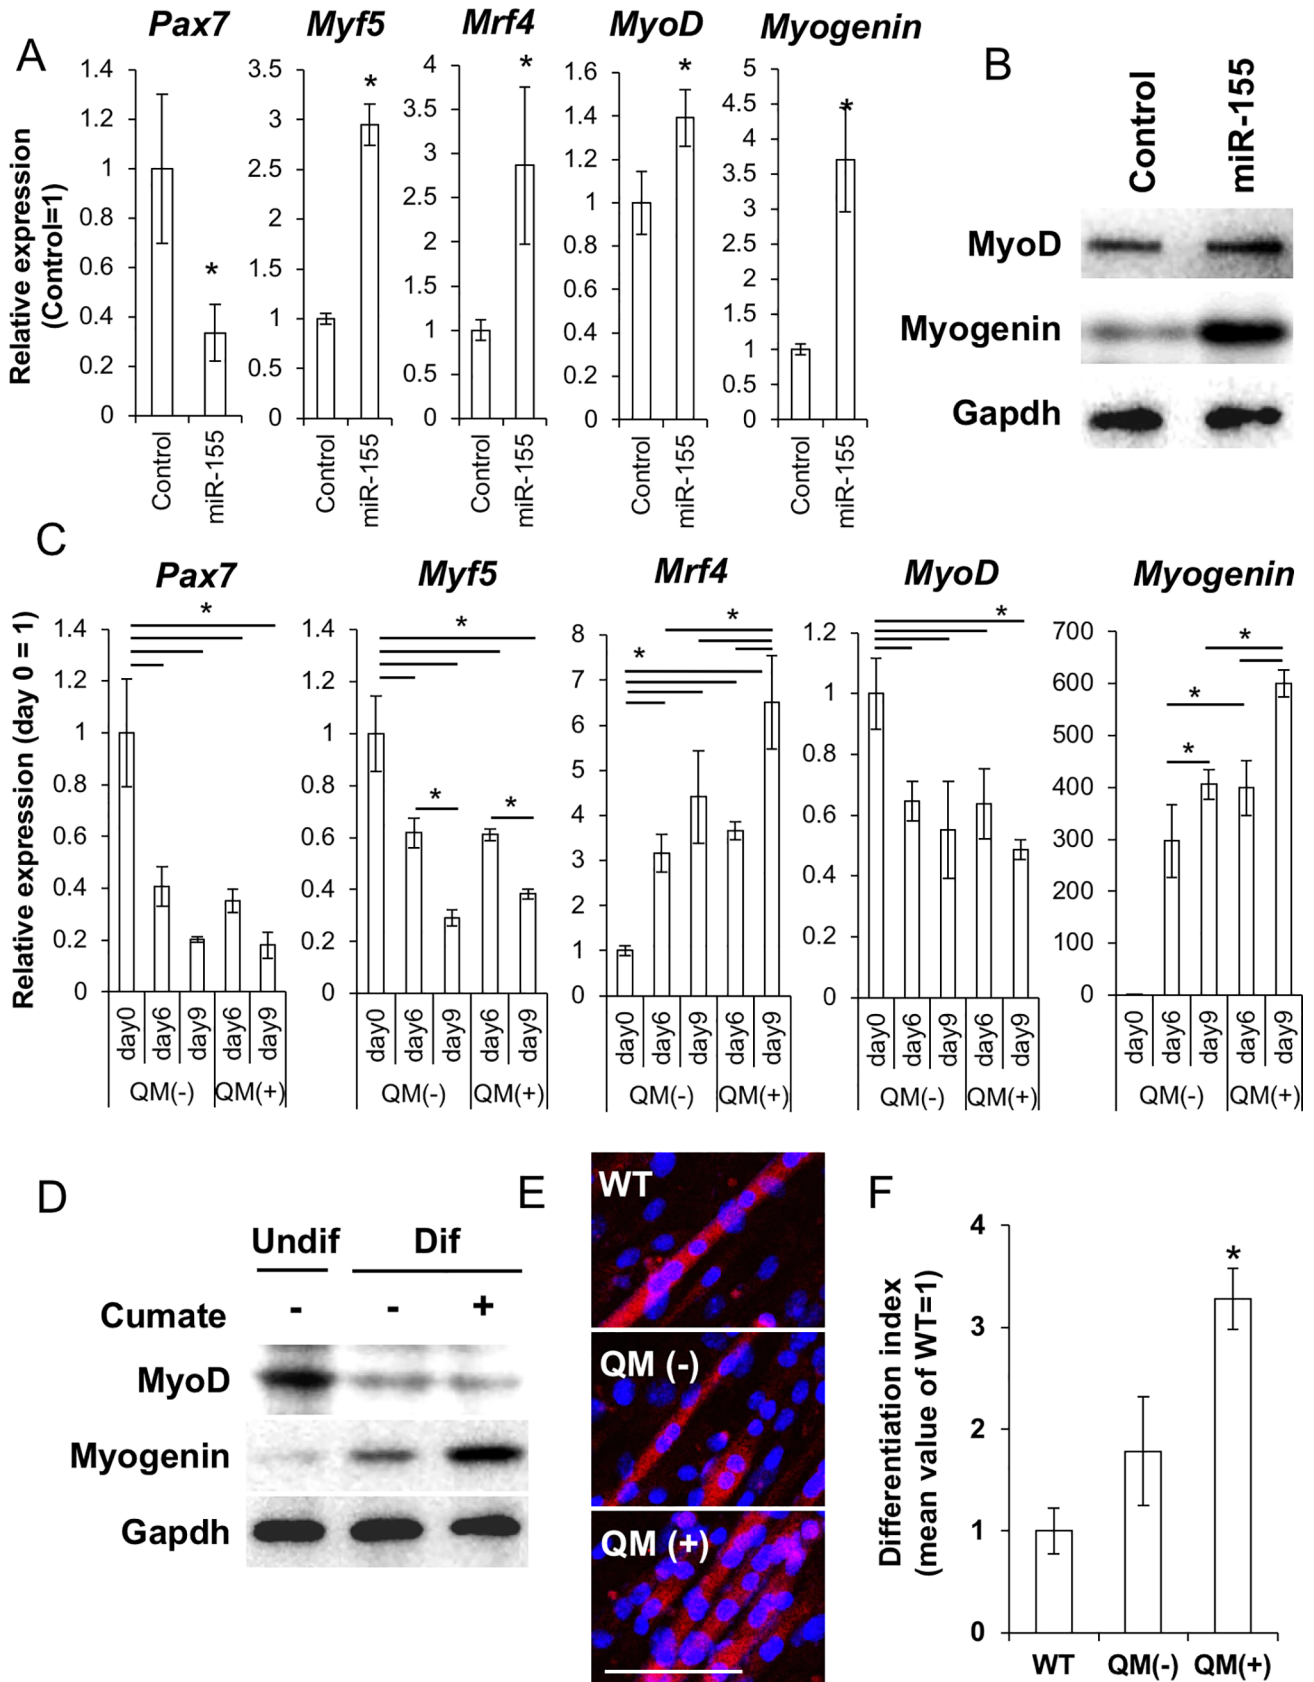 A
Pax7
Myf5
Mrf4
MyoD
Myogenin
Relative expression
(Control=1)
1.4
1.2
1
0.8
0.6
0.4
0.2
0
*
Control
miR-155
3.5
3
2.5
2
1.5
1
0.5
0
*
Control
miR-155
4
3.5
3
2.5
2
1.5
1
0.5
0
*
Control
miR-155
1.6
1.4
1.2
1
0.8
0.6
0.4
0.2
0
*
Control
miR-155
5
4.5
4
3.5
3
2.5
2
1.5
1
0.5
0
*
Control
miR-155
B
Control
miR-155
MyoD
Myogenin
Gapdh
C
Pax7
Myf5
Mrf4
MyoD
Myogenin
Relative expression (day 0 = 1)
1.4
1.2
1
0.8
0.6
0.4
0.2
0
*
day0
day6
day9
day6
day9
QM(-)
QM(+)
1.4
1.2
1
0.8
0.6
0.4
0.2
0
*
*
*
day0
day6
day9
day6
day9
QM(-)
QM(+)
8
7
6
5
4
3
2
1
0
*
*
day0
day6
day9
day6
day9
QM(-)
QM(+)
1.2
1
0.8
0.6
0.4
0.2
0
*
day0
day6
day9
day6
day9
QM(-)
QM(+)
700
600
500
400
300
200
100
0
*
*
*
day0
day6
day9
day6
day9
QM(-)
QM(+)
D
Undif
Dif
Cumate
-
-
+
MyoD
Myogenin
Gapdh
E
WT
QM (-)
QM (+)
F
Differentiation index
(mean value of WT=1)
4
3
2
1
0
*
WT
QM(-)
QM(+)